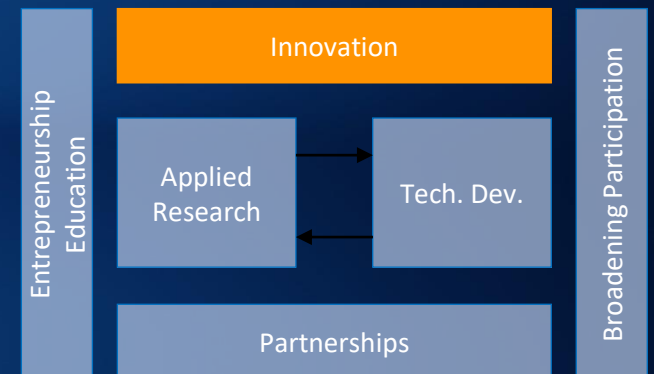 Entrepreneurship
Education
Innovation
Applied
Research
Tech. Dev.
Partnerships
Broadening Participation